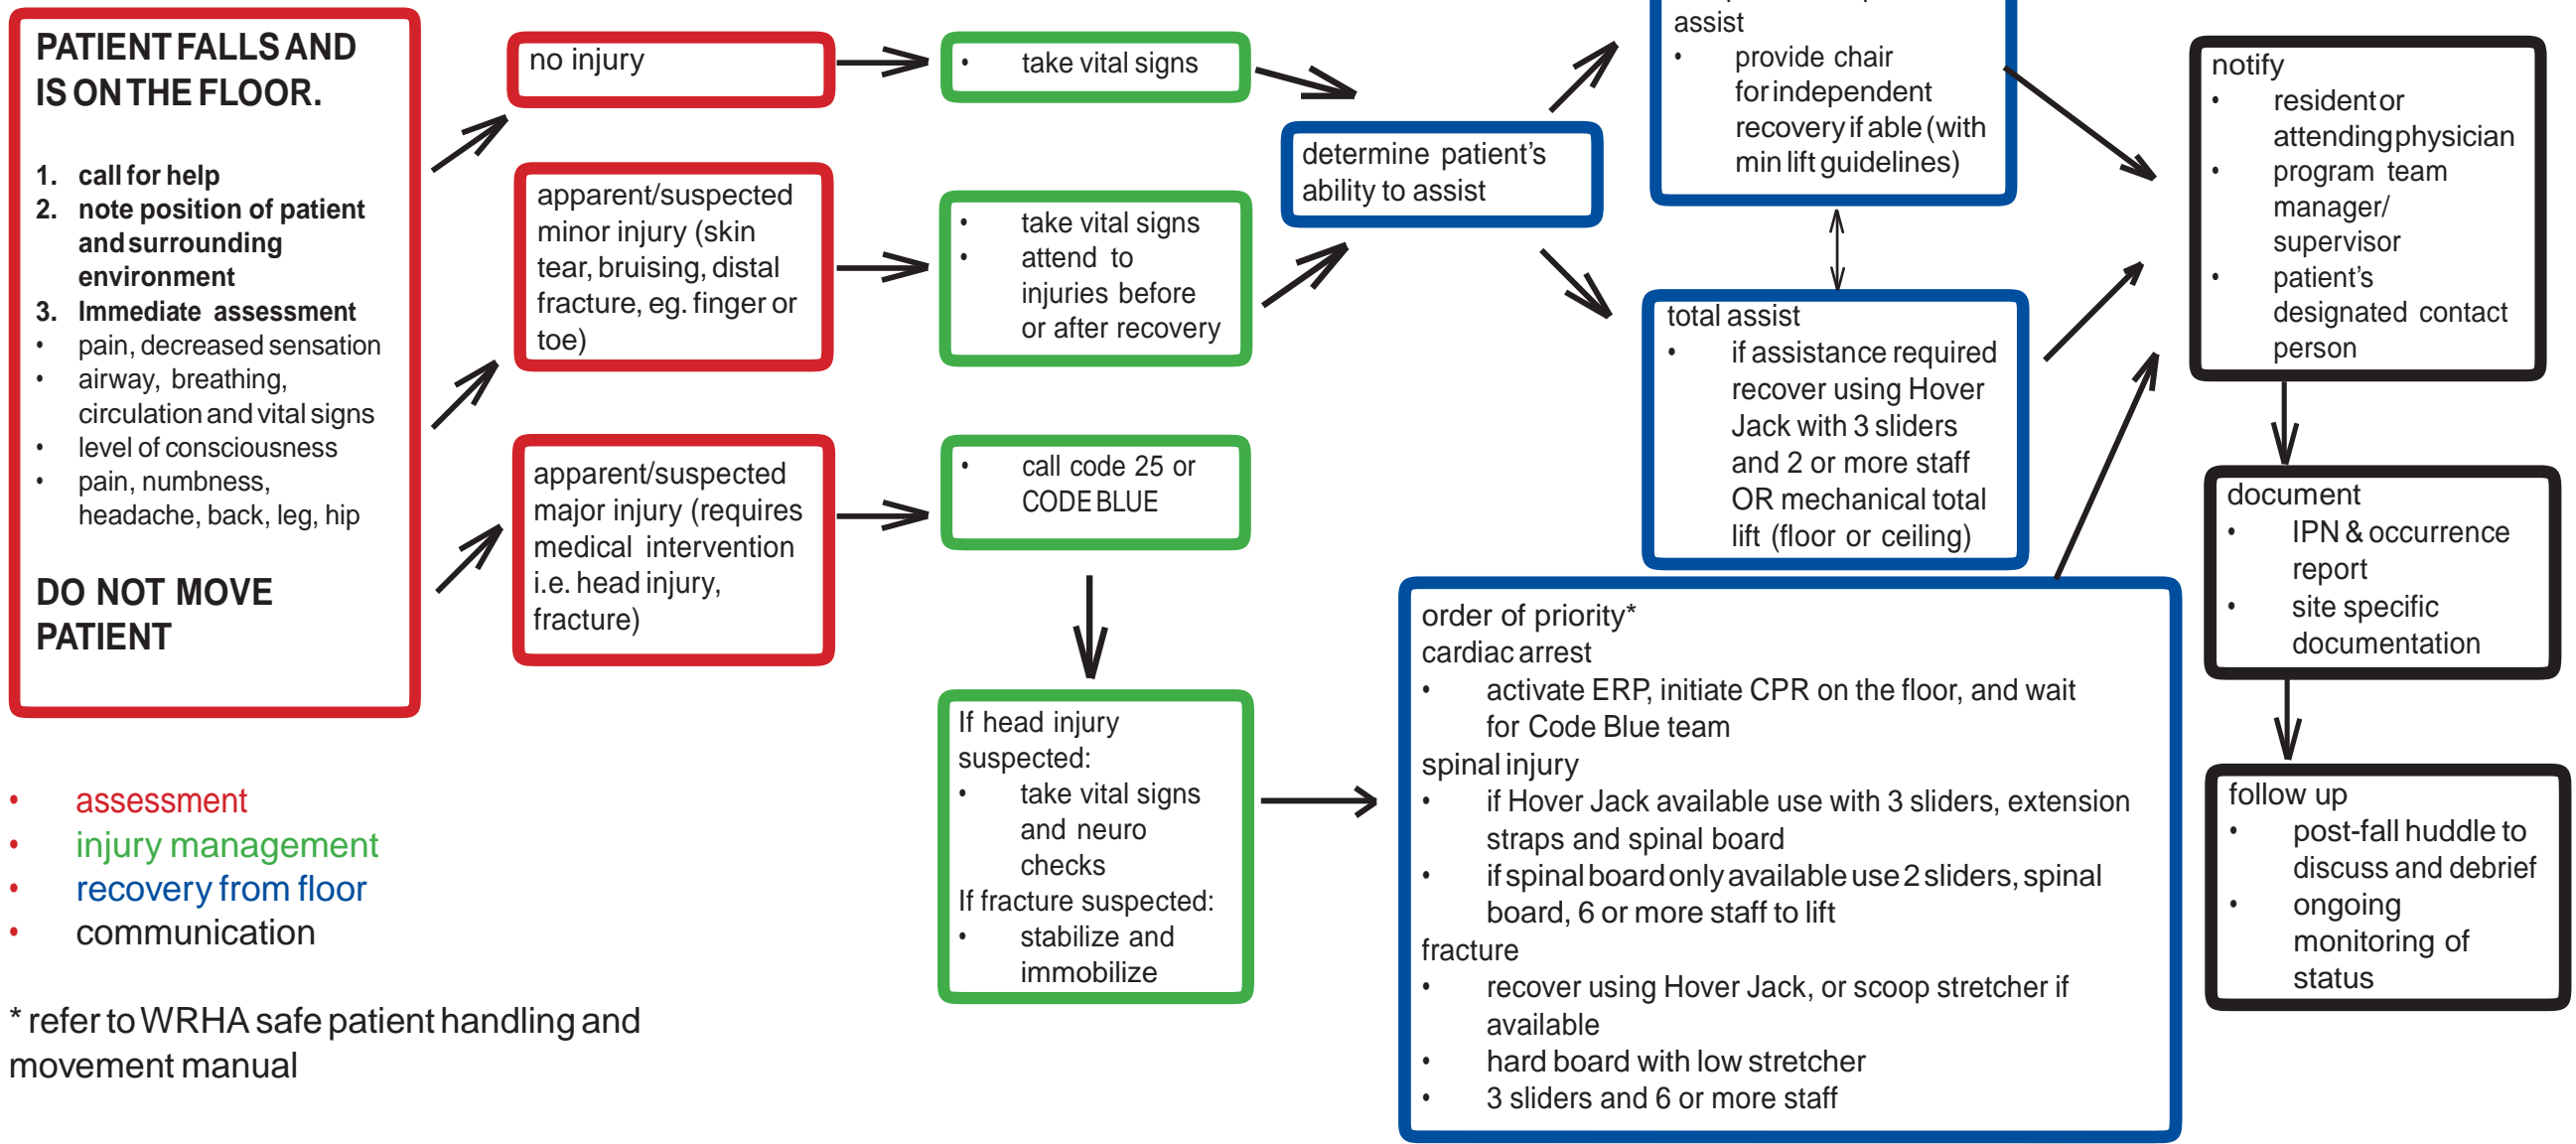 PATIENT FALLS AND
IS ON THE FLOOR.
1. call for help
2. note position of patient
and surrounding
environment
3. Immediate assessment
• pain, decreased sensation
• airway, breathing,
circulation and vital signs
• level of consciousness
• pain, numbness,
headache, back, leg, hip
DO NOT MOVE
PATIENT
no injury
apparent/suspected
minor injury (skin
tear, bruising, distal
fracture, eg. finger or
toe)
apparent/suspected
major injury (requires
medical intervention
i.e. head injury,
fracture)
• take vital signs
• take vital signs
• attend to
injuries before
or after recovery
• call code 25 or
CODE BLUE
If head injury
suspected:
• take vital signs
and neuro
checks
If fracture suspected:
• stabilize and
immobilize
determine patient's
ability to assist
assist
• provide chair
for independent
recovery if able (with
min lift guidelines)
total assist
• if assistance required
recover using Hover
Jack with 3 sliders
and 2 or more staff
OR mechanical total
lift (floor or ceiling)
order of priority*
cardiac arrest
• activate ERP, initiate CPR on the floor, and wait
for Code Blue team
spinal injury
• if Hover Jack available use with 3 sliders, extension
straps and spinal board
• if spinal board only available use 2 sliders, spinal
board, 6 or more staff to lift
fracture
• recover using Hover Jack, or scoop stretcher if
available
• hard board with low stretcher
• 3 sliders and 6 or more staff
notify
• resident or
attending physician
• program team
manager/
supervisor
• patient's
designated contact
person
document
• IPN & occurrence
report
• site specific
documentation
follow up
• post-fall huddle to
discuss and debrief
• ongoing
monitoring of
status
• assessment
• injury management
• recovery from floor
• communication
* refer to WRHA safe patient handling and
movement manual